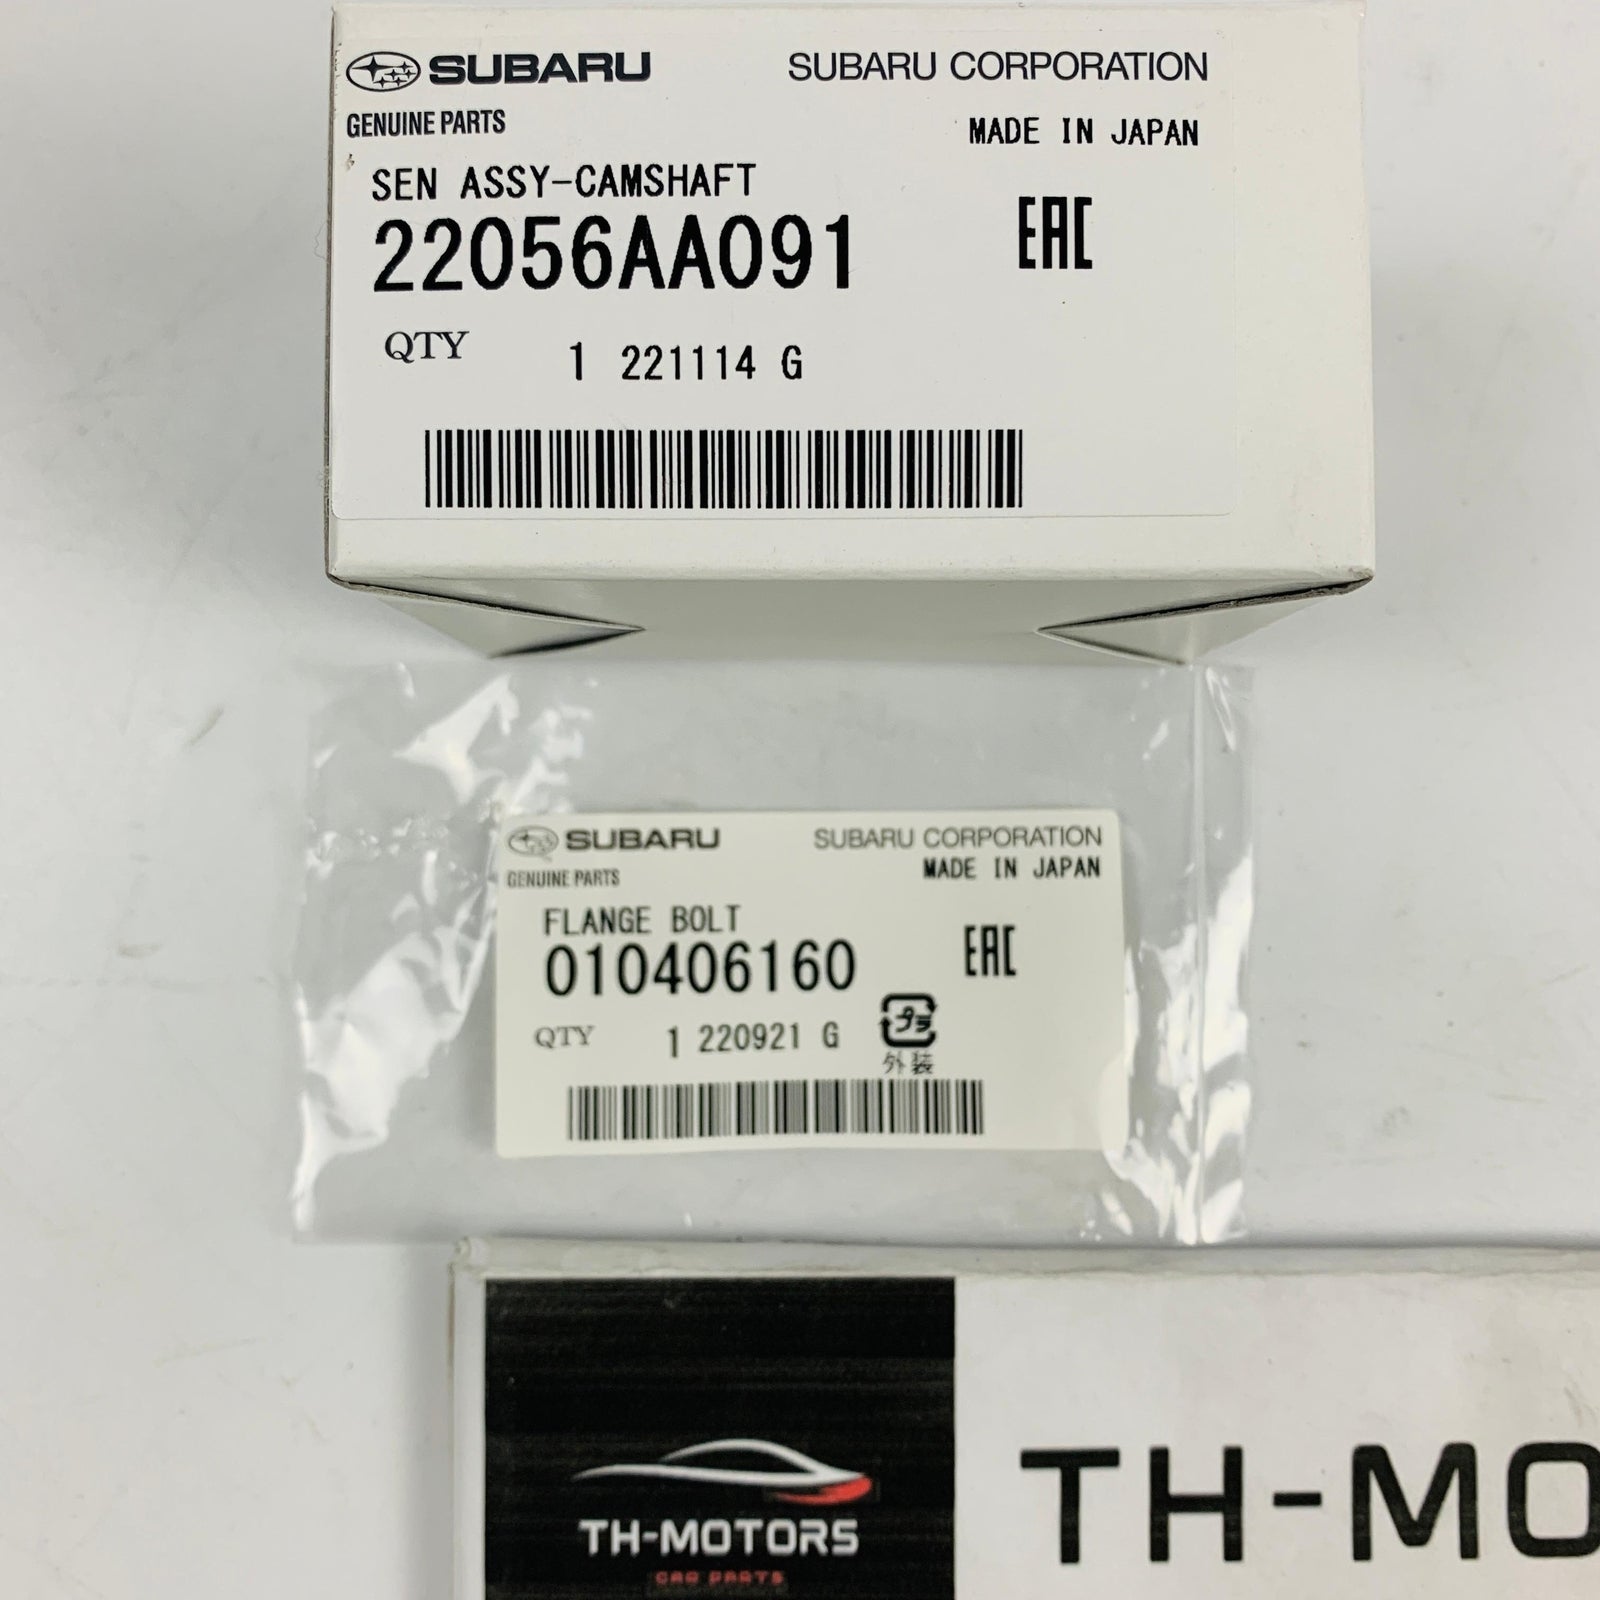 SUBARU SUBARU CORPORATION
GENUINE PARTS MADE IN JAPAN
SEN ASSY-CAMSHAFT
22056AA091 EAC
QTY 1 221114 G
SUBARU SUBARU CORPORATION
GENUINE PARTS MADE IN JAPAN
FLANGE BOLT
010406160 EAC
QTY 1 220921 G プラ
外装
TH-MO
TH-MOTORS
CAR PARTS